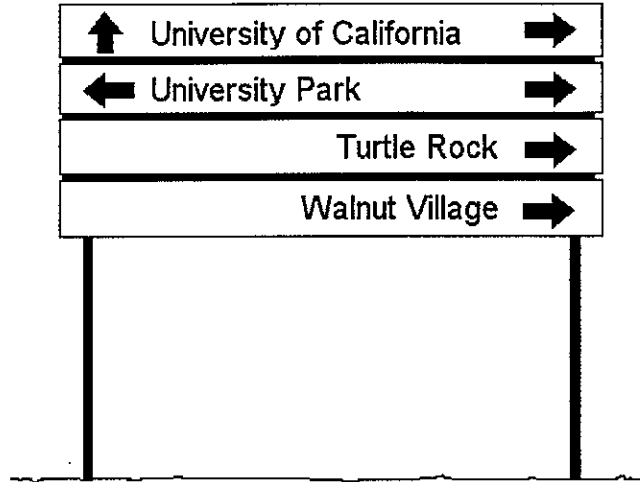 University of California
University Park
Turtle Rock
Walnut Village